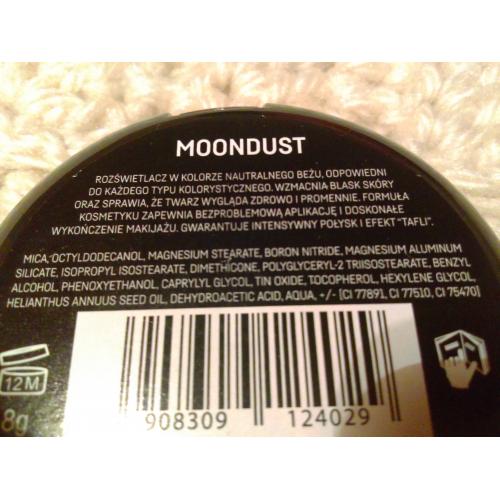 MOONDUST
ROZŚWIETLACZ W KOLORZE NAUTRALNEGO BEŻU, ODPOWIEDNI
DO KAŻDEGO TYPU KOLORYSTYCZNEGO. WZMACNIA BLASK SKÓRY
ORAZ SPRAWIA, ŻE TWARZ WYGLĄDA ZDROWO I PROMIENNIE. FORMUŁA
KOSMETYKU ZAPEWNIA BEZPROBLEMOWĄ APLIKACJĘ I DOSKONAŁE
WYKOŃCZENIE MAKIJAŻU. GWARANTUJE INTENSYWNY POŁYSK I EFEKT "TAFLI".
MICA, OCTYLDODECANOL, MAGNESIUM STEARATE, BORON NITRIDE, MAGNESIUM ALUMINUM
SILICATE, ISOPROPYL ISOSTEARATE, DIMETHICONE, POLYGLYCERYL-2 TRIISOSTEARATE, BENZYL
ALCOHOL, PHENOXYETHANOL, CAPRYLYL GLYCOL, TIN OXIDE, TOCOPHEROL, HEXYLENE GLYCOL,
HELIANTHUS ANNUUS SEED OIL, DEHYDROACETIC ACID, AQUA, +/- [CI 77891, CI 77510, CI 75470]
12M
8g
908309 124029